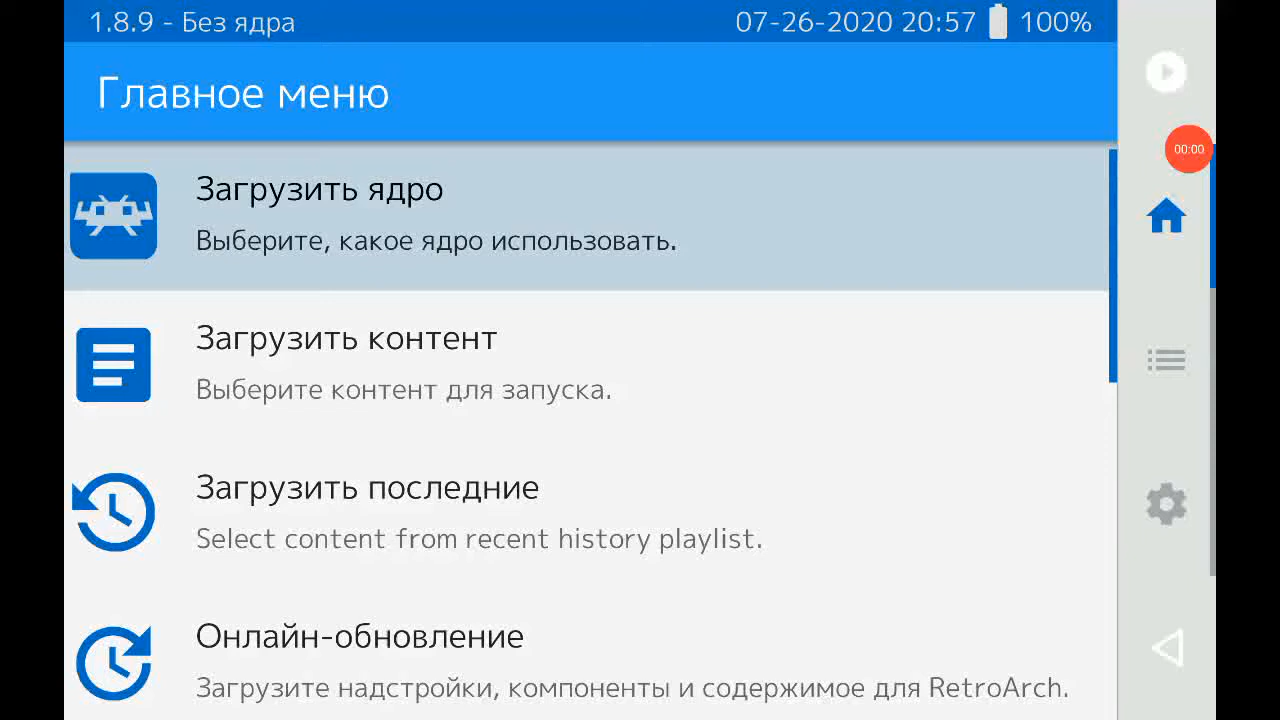 1.8.9 - Без ядра
07-26-2020 20:57 100%
Главное меню
00:00
Загрузить ядро
Выберите, какое ядро использовать.
Загрузить контент
Выберите контент для запуска.
Загрузить последние
Select content from recent history playlist.
Онлайн-обновление
Загрузите надстройки, компоненты и содержимое для RetroArch.